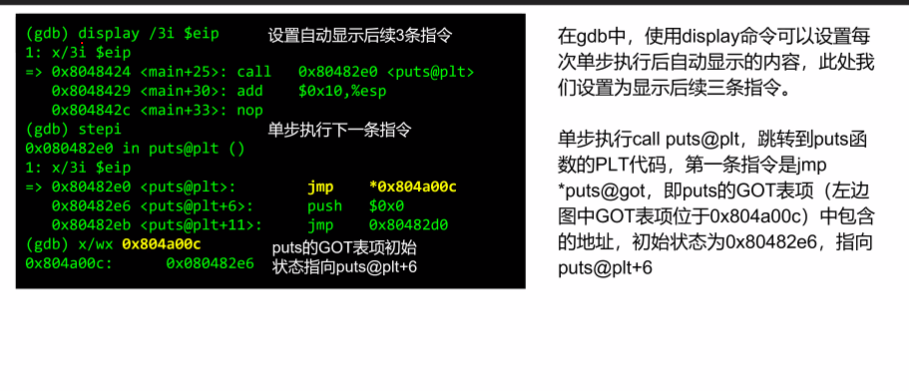 (gdb) display /3i $eip 设置自动显示后续3条指令
1: x/3i $eip
=> 0x8048424 <main+25>: call 0x80482e0 <puts@plt>
0x8048429 <main+30>: add $0x10,%esp
0x804842c <main+33>: nop
(gdb) stepi 单步执行下一条指令
0x080482e0 in puts@plt ()
1: x/3i $eip
=> 0x80482e0 <puts@plt>: jmp *0x804a00c
0x80482e6 <puts@plt+6>: push $0x0
0x80482eb <puts@plt+11>: jmp 0x80482d0
(gdb) x/wx 0x804a00c puts的GOT表项初始
0x804a00c: 0x080482e6 状态指向puts@plt+6
在gdb中，使用display命令可以设置每
次单步执行后自动显示的内容，此处我
们设置为显示后续三条指令。
单步执行call puts@plt，跳转到puts函
数的PLT代码，第一条指令是jmp
*puts@got，即puts的GOT表项（左边
图中GOT表项位于0x804a00c）中包含
的地址，初始状态为0x80482e6，指向
puts@plt+6